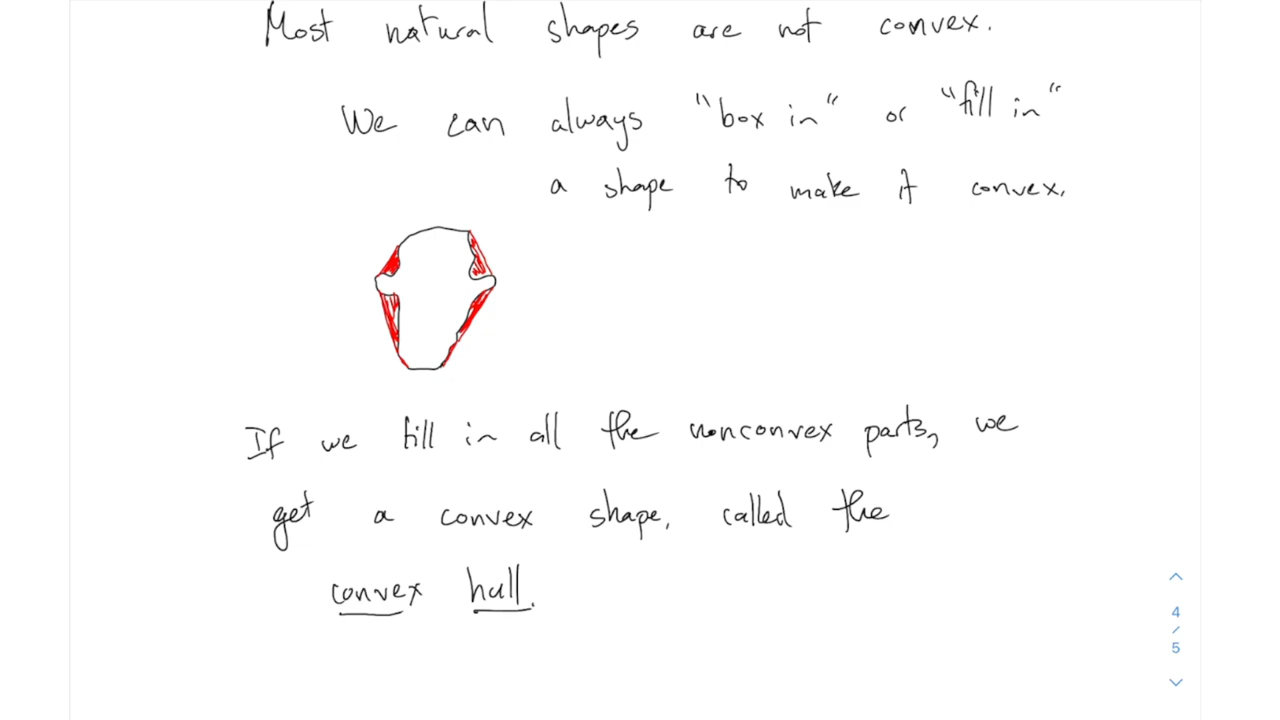 Most natural shapes are not convex.
We can always "box in" or "fill in"
a shape to make it convex.
If we fill in all the nonconvex parts, we
get a convex shape, called the
convex hull.
4
/
5